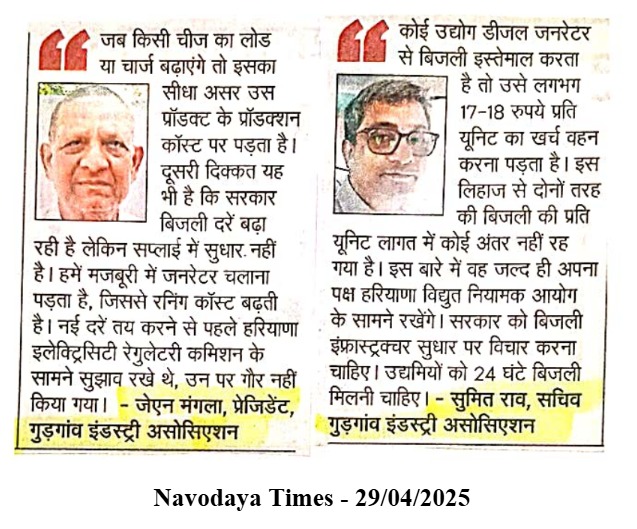 जब किसी चीज का लोड
या चार्ज बढ़ाएंगे तो इसका
सीधा असर उस
प्रॉडक्ट के प्रॉडक्शन
कॉस्ट पर पड़ता है।
दूसरी दिक्कत यह
भी है कि सरकार
बिजली दरें बढ़ा
रही है लेकिन सप्लाई में सुधार नहीं
है। हमें मजबूरी में जनरेटर चलाना
पड़ता है, जिससे रनिंग कॉस्ट बढ़ती
है। नई दरें तय करने से पहले हरियाणा
इलेक्ट्रिसिटी रेगुलेटरी कमिशन के
सामने सुझाव रखे थे, उन पर गौर नहीं
किया गया। - जेएन मंगला, प्रेजिडेंट,
गुड़गांव इंडस्ट्री असोसिएशन
कोई उद्योग डीजल जनरेटर
से बिजली इस्तेमाल करता
है तो उसे लगभग
17-18 रुपये प्रति
यूनिट का खर्च वहन
करना पड़ता है। इस
लिहाज से दोनों तरह
की बिजली की प्रति
यूनिट लागत में कोई अंतर नहीं रह
गया है। इस बारे में वह जल्द ही अपना
पक्ष हरियाणा विद्युत नियामक आयोग
के सामने रखेंगे। सरकार को बिजली
इंफ्रास्ट्रक्चर सुधार पर विचार करना
चाहिए। उद्यमियों को 24 घंटे बिजली
मिलनी चाहिए। - सुमित राव, सचिव
गुड़गांव इंडस्ट्री असोसिएशन
Navodaya Times - 29/04/2025